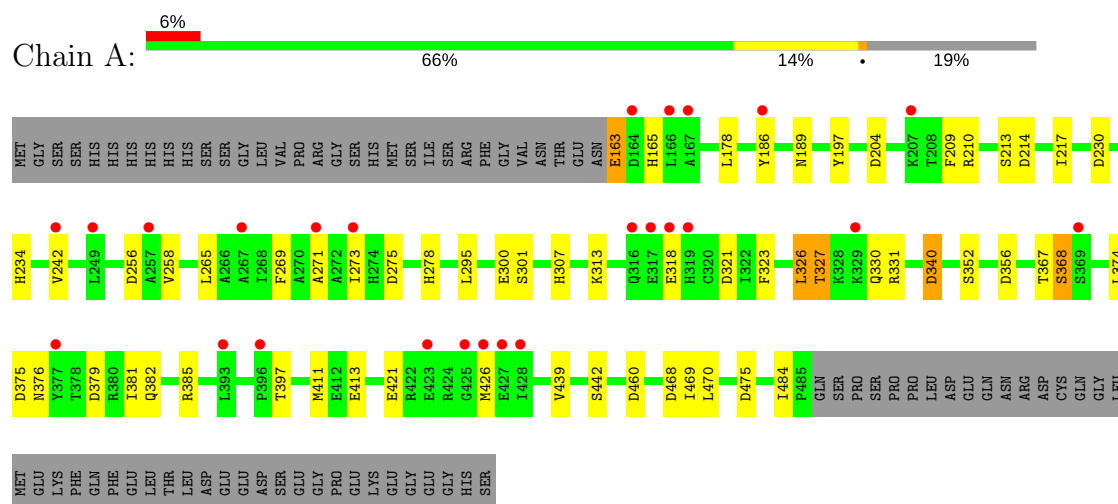 6%
Chain A:
66% 14% • 19%
MET GLY SER SER HIS HIS HIS HIS HIS HIS SER SER GLY LEU VAL PRO ARG GLY SER HIS MET SER ILE SER ARG PHE GLY VAL ASN THR GLU ASN E163 D164 H165 L166 A167 L178 Y186 N189 Y197 D204 K207 T208 F209 R210 S213 D214 I217 D230
H234 V242 L249 D256 A257 V258 L265 A266 A267 I268 F269 A270 A271 A272 I273 H274 D275 H278 L295 E300 S301 H307 K313 Q316 E317 E318 H319 C320 D321 I322 F323 L326 T327 K328 K329 Q330 R331 D340 S352 D356 T367 S368 S369 L374
D375 N376 Y377 T378 D379 R380 I381 Q382 R385 L393 P396 T397 M411 E412 E413 E421 R422 E423 R424 G425 M426 E427 I428 V439 S442 D460 D468 I469 L470 D475 I484 P485 GLN SER PRO SER PRO PRO LEU ASP GLU GLN ASN ARG ASP CYS GLN GLY LEU
MET GLU LYS PHE GLN PHE GLU LEU THR LEU ASP GLU GLU ASP SER GLU GLY PRO GLU LYS GLU GLY GLU GLY HIS SER